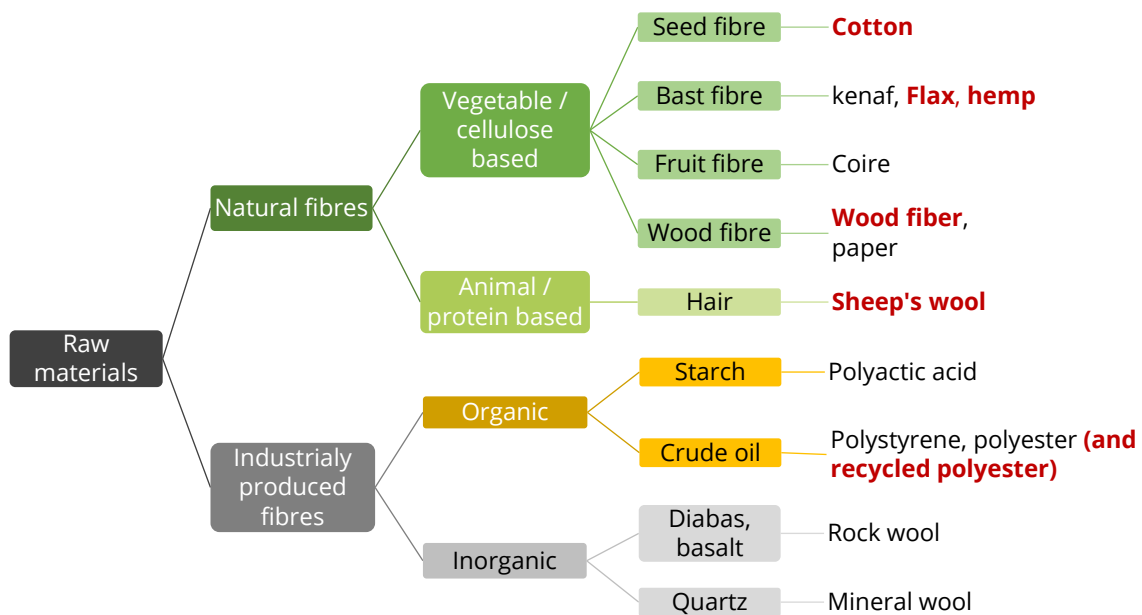 Seed fibre
Cotton
Vegetable /
cellulose
based
Bast fibre
kenaf, Flax, hemp
Fruit fibre
Coire
Natural fibres
Wood fibre
Wood fiber,
paper
Animal /
protein based
Hair
Sheep's wool
Raw
materials
Starch
Polyactic acid
Organic
Industrialy
produced
fibres
Crude oil
Polystyrene, polyester (and
recycled polyester)
Diabas,
basalt
Rock wool
Inorganic
Quartz
Mineral wool